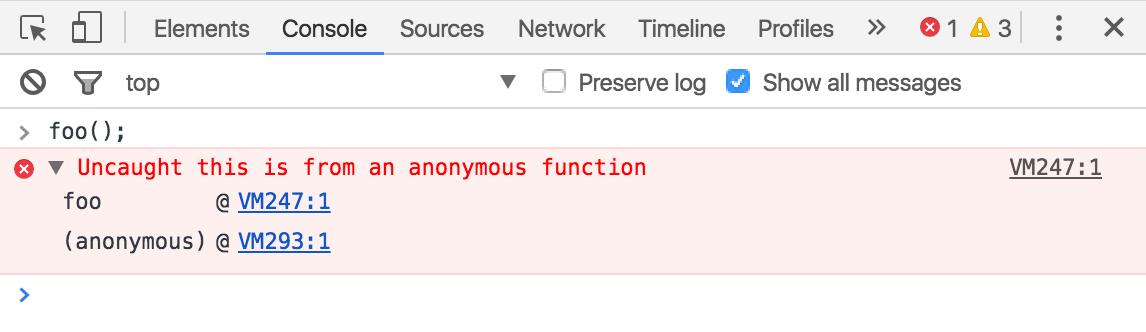 Elements Console Sources Network Timeline Profiles » 1 3
top Preserve log Show all messages
> foo();
Uncaught this is from an anonymous function VM247:1
foo @ VM247:1
(anonymous) @ VM293:1
>